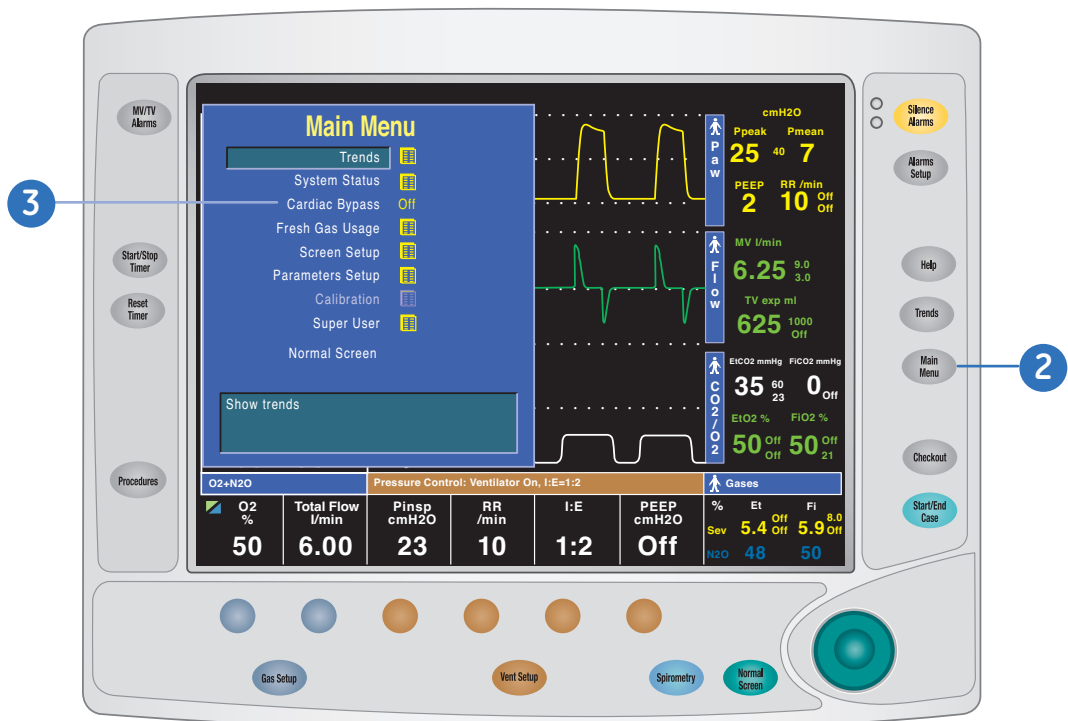 MV/TV
Alarms
Start/Stop
Timer
Reset
Timer
Procedures
3
Main Menu
Trends
System Status
Cardiac Bypass Off
Fresh Gas Usage
Screen Setup
Parameters Setup
Calibration
Super User
Normal Screen
Show trends
Paw
cmH2O
Ppeak Pmean
25 40 7
PEEP RR /min
2 10 Off
Off
Flow
MV l/min
6.25 9.0
3.0
TV exp ml
625 1000
Off
CO2/O2
EtCO2 mmHg FiCO2 mmHg
35 60
23 0 Off
EtO2 % FiO2 %
50 Off
Off 50 Off
21
O2+N2O
Pressure Control: Ventilator On, I:E=1:2
Gases
O2
%
50
Total Flow
l/min
6.00
Pinsp
cmH2O
23
RR
/min
10
I:E
1:2
PEEP
cmH2O
Off
% Et Fi
Sev 5.4 Off
Off 5.9 8.0
Off
N2O 48 50
Silence
Alarms
Alarms
Setup
Help
Trends
Main
Menu
2
Checkout
Start/End
Case
Gas Setup
Vent Setup
Spirometry
Normal
Screen